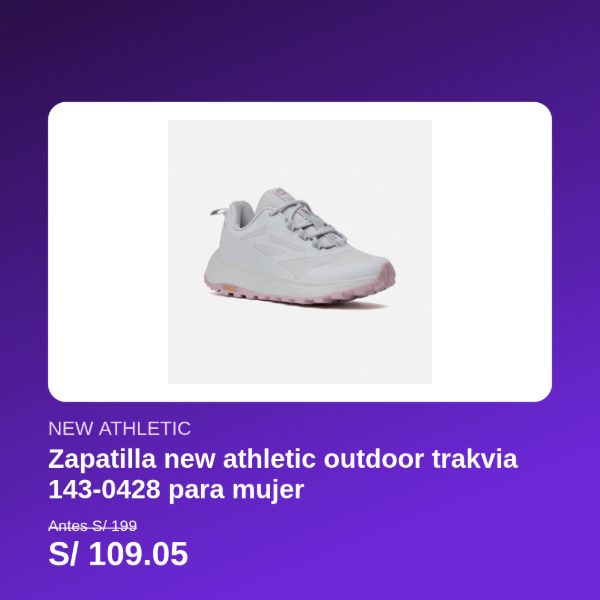 NEW ATHLETIC
Zapatilla new athletic outdoor trakvia
143-0428 para mujer
Antes S/ 199
S/ 109.05